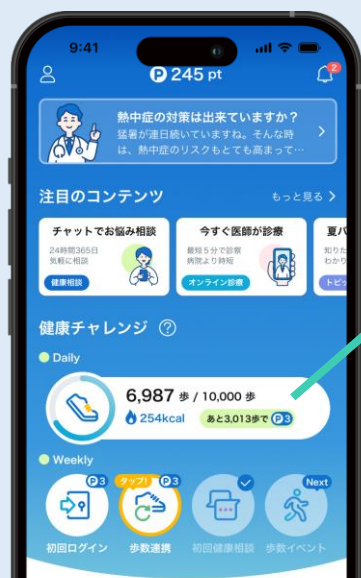 9:41
P 245 pt
2
熱中症の対策は出来ていますか？
猛暑が連日続いていますね。そんな時
は、熱中症のリスクもとても高まって…
注目のコンテンツ
もっと見る
チャットでお悩み相談
24時間365日
気軽に相談
健康相談
今すぐ医師が診療
最短5分で診察
病院より時短
オンライン診療
夏バ
知りた
わかり
トピッ
健康チャレンジ ?
Daily
6,987 歩 / 10,000 歩
254kcal
あと3,013歩で P 3
Weekly
P 3
初回ログイン
タップ! P 3
歩数連携
初回健康相談
Next
歩数イベント